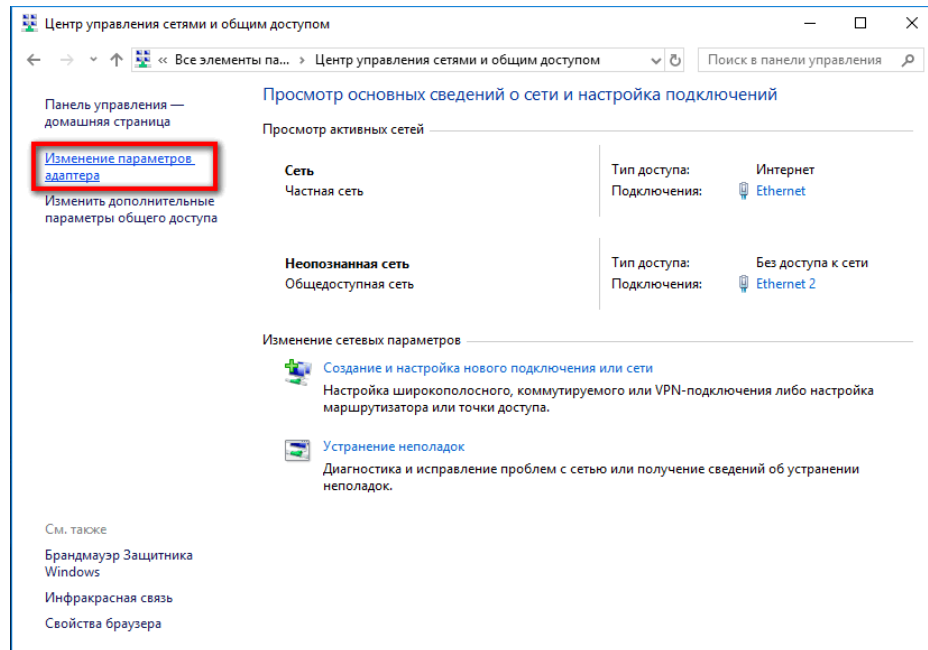 Центр управления сетями и общим доступом
« Все элементы па... › Центр управления сетями и общим доступом
Поиск в панели управления
Панель управления —
домашняя страница
Изменение параметров
адаптера
Изменить дополнительные
параметры общего доступа
Просмотр основных сведений о сети и настройка подключений
Просмотр активных сетей
Сеть
Частная сеть
Тип доступа: Интернет
Подключения: Ethernet
Неопознанная сеть
Общедоступная сеть
Тип доступа: Без доступа к сети
Подключения: Ethernet 2
Изменение сетевых параметров
Создание и настройка нового подключения или сети
Настройка широкополосного, коммутируемого или VPN-подключения либо настройка
маршрутизатора или точки доступа.
Устранение неполадок
Диагностика и исправление проблем с сетью или получение сведений об устранении
неполадок.
См. также
Брандмауэр Защитника
Windows
Инфракрасная связь
Свойства браузера